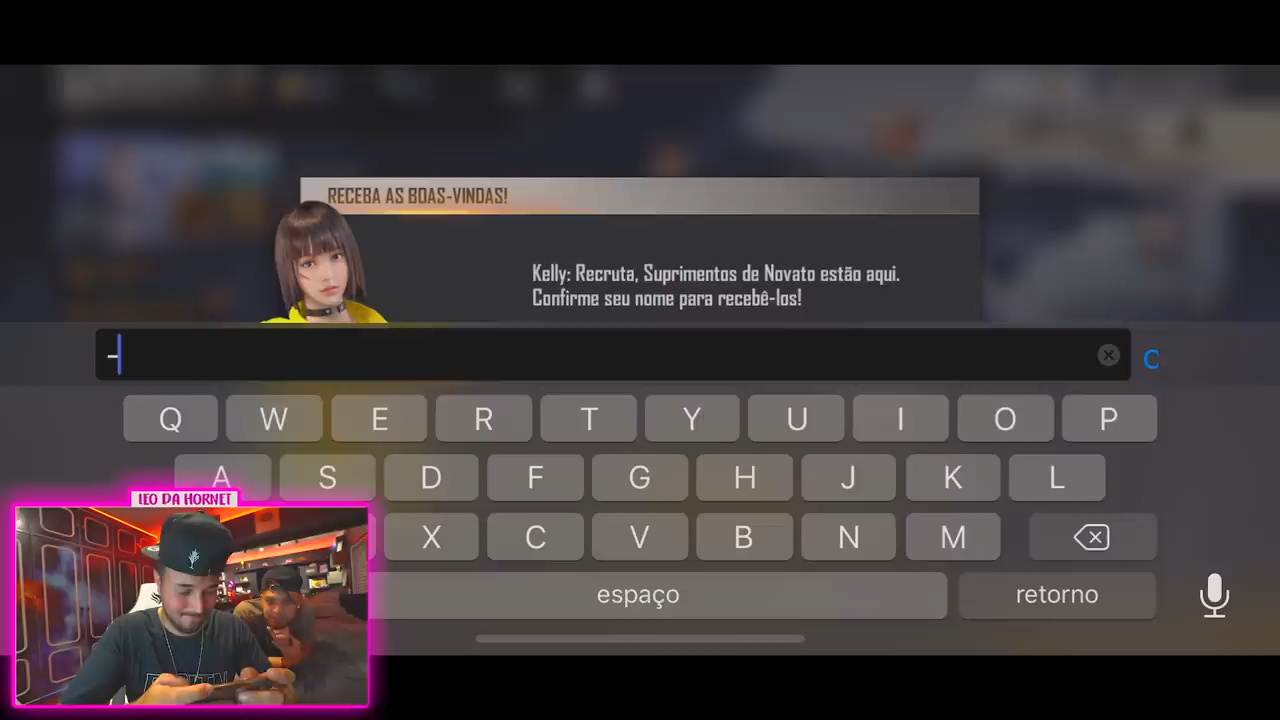 RECEBA AS BOAS-VINDAS!
Kelly: Recruta, Suprimentos de Novato estão aqui.
Confirme seu nome para recebê-los!
-
Q W E R T Y U I O P
A S D F G H J K L
LEO DA HORNET
X C V B N M
espaço
retorno